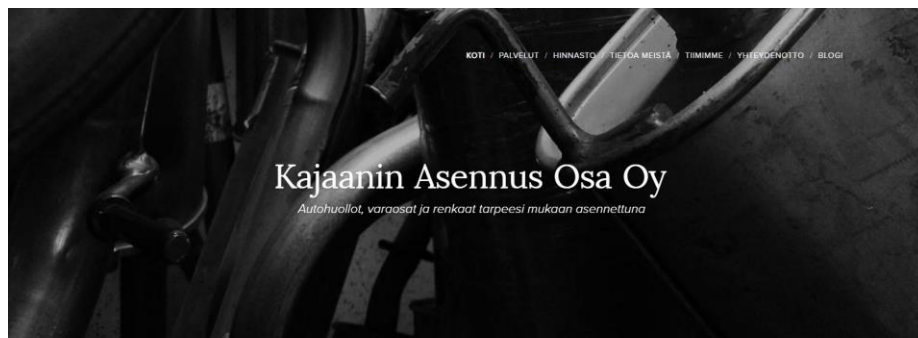 KOTI / PALVELUT / HINNASTO / TIETOA MEISTÄ / TIIMIMME / YHTEYDENOTTO / BLOGI
Kajaanin Asennus Osa Oy
Autohuollot, varaosat ja renkaat tarpeesi mukaan asennettuna